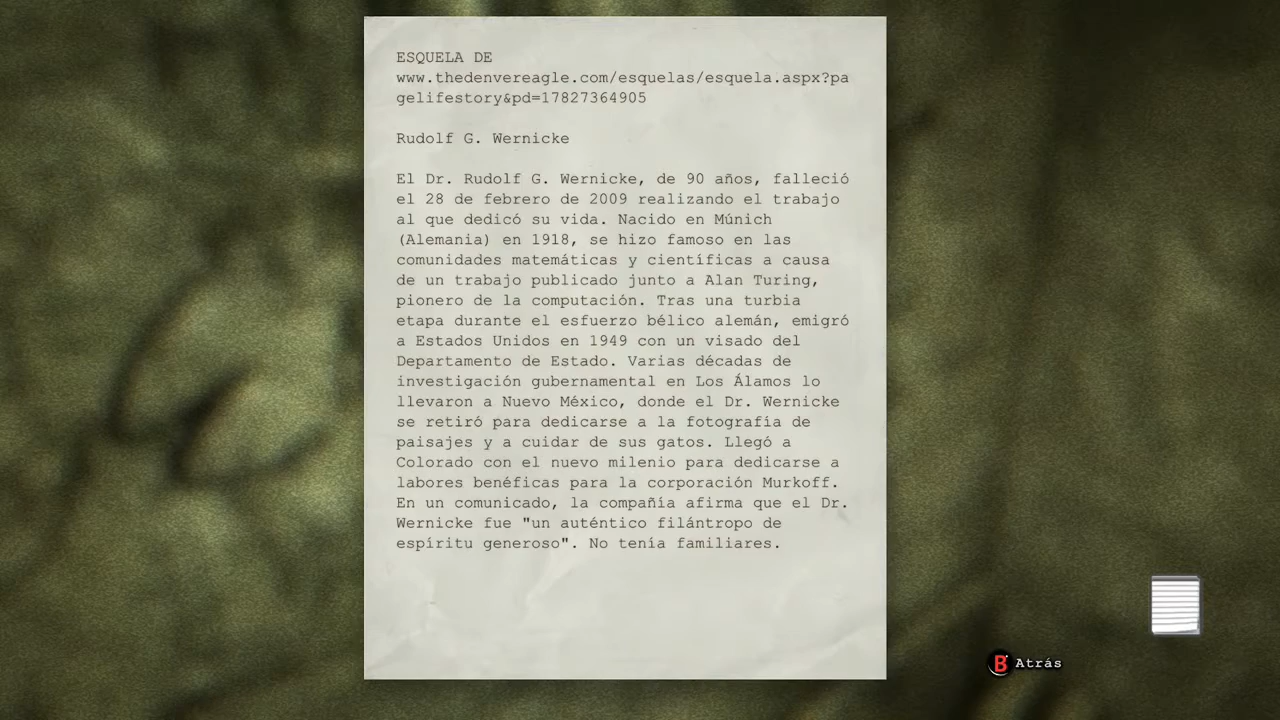 ESQUELA DE
www.thedenvereagle.com/esquelas/esquela.aspx?pa
gelifestory&pd=17827364905
Rudolf G. Wernicke
El Dr. Rudolf G. Wernicke, de 90 años, falleció
el 28 de febrero de 2009 realizando el trabajo
al que dedicó su vida. Nacido en Múnich
(Alemania) en 1918, se hizo famoso en las
comunidades matemáticas y científicas a causa
de un trabajo publicado junto a Alan Turing,
pionero de la computación. Tras una turbia
etapa durante el esfuerzo bélico alemán, emigró
a Estados Unidos en 1949 con un visado del
Departamento de Estado. Varias décadas de
investigación gubernamental en Los Álamos lo
llevaron a Nuevo México, donde el Dr. Wernicke
se retiró para dedicarse a la fotografía de
paisajes y a cuidar de sus gatos. Llegó a
Colorado con el nuevo milenio para dedicarse a
labores benéficas para la corporación Murkoff.
En un comunicado, la compañía afirma que el Dr.
Wernicke fue "un auténtico filántropo de
espíritu generoso". No tenía familiares.
B Atrás